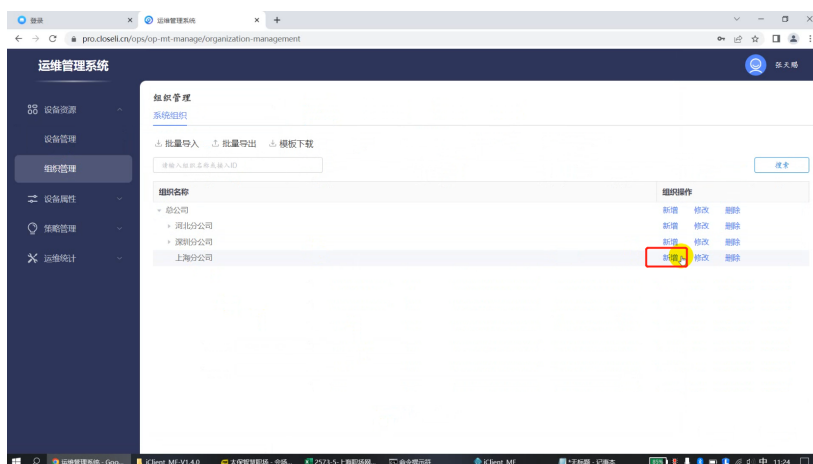 登录
运维管理系统
pro.closeli.cn/ops/op-mt-manage/organization-management
运维管理系统
张天赐
设备资源
设备管理
组织管理
设备属性
策略管理
运维统计
组织管理
系统组织
批量导入 批量导出 模板下载
请输入组织名称或输入ID
搜索
组织名称 组织操作
总公司 新增 修改 删除
河北分公司 新增 修改 删除
深圳分公司 新增 修改 删除
上海分公司 新增 修改 删除
运维管理系统 - Goo... iClient_MF-V1.4.0 命令提示符 iClient_MF *无标题 - 记事本 85% 中 11:24